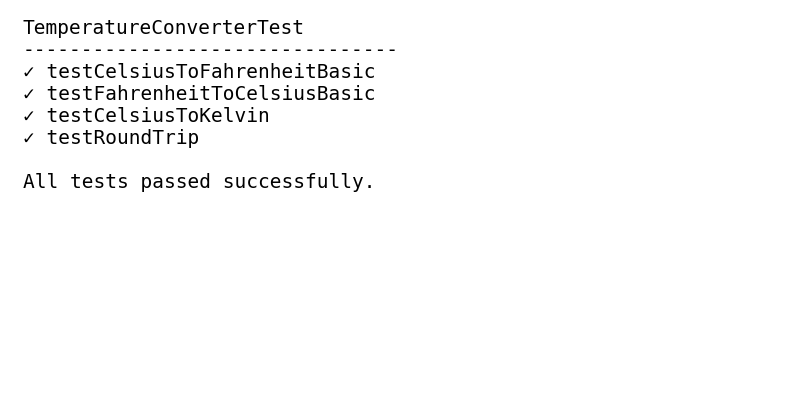 TemperatureConverterTest
--------------------------------
✓ testCelsiusToFahrenheitBasic
✓ testFahrenheitToCelsiusBasic
✓ testCelsiusToKelvin
✓ testRoundTrip
All tests passed successfully.